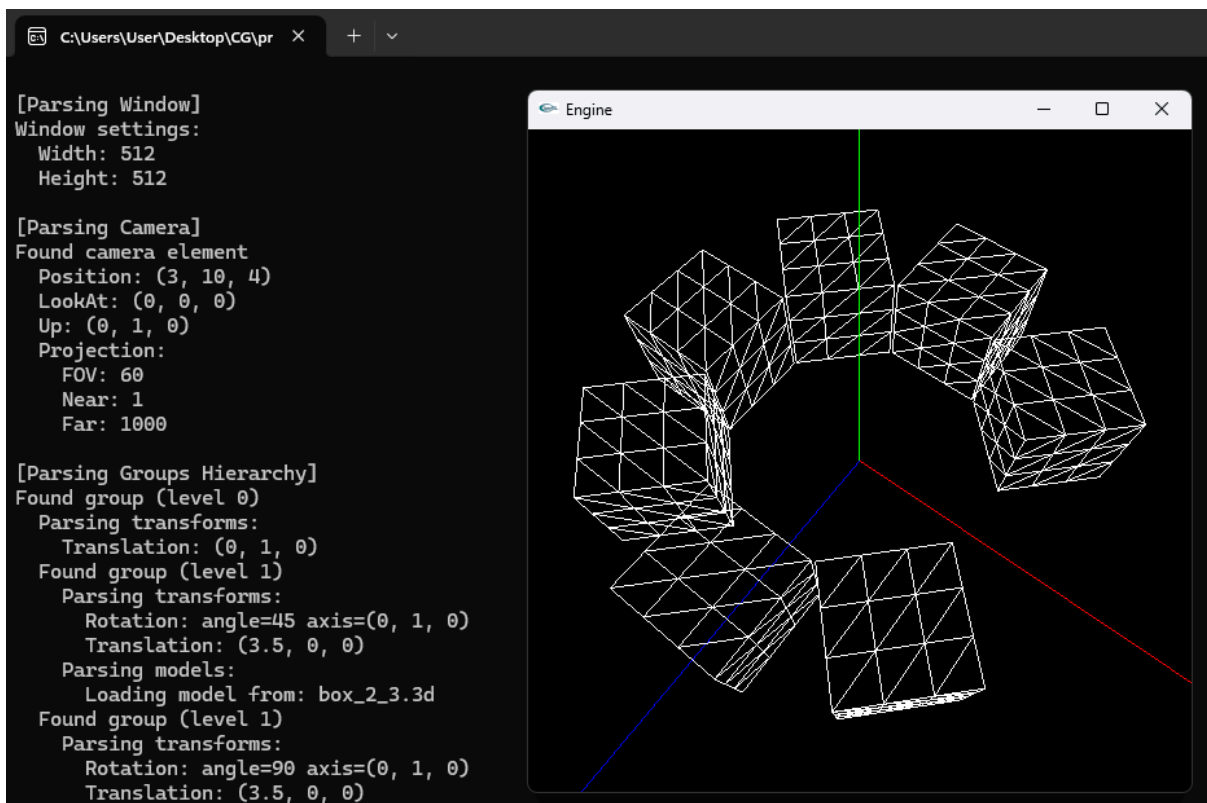 C:\Users\User\Desktop\CG\pr
[Parsing Window]
Window settings:
Width: 512
Height: 512
[Parsing Camera]
Found camera element
Position: (3, 10, 4)
LookAt: (0, 0, 0)
Up: (0, 1, 0)
Projection:
FOV: 60
Near: 1
Far: 1000
[Parsing Groups Hierarchy]
Found group (level 0)
Parsing transforms:
Translation: (0, 1, 0)
Found group (level 1)
Parsing transforms:
Rotation: angle=45 axis=(0, 1, 0)
Translation: (3.5, 0, 0)
Parsing models:
Loading model from: box_2_3.3d
Found group (level 1)
Parsing transforms:
Rotation: angle=90 axis=(0, 1, 0)
Translation: (3.5, 0, 0)
Engine